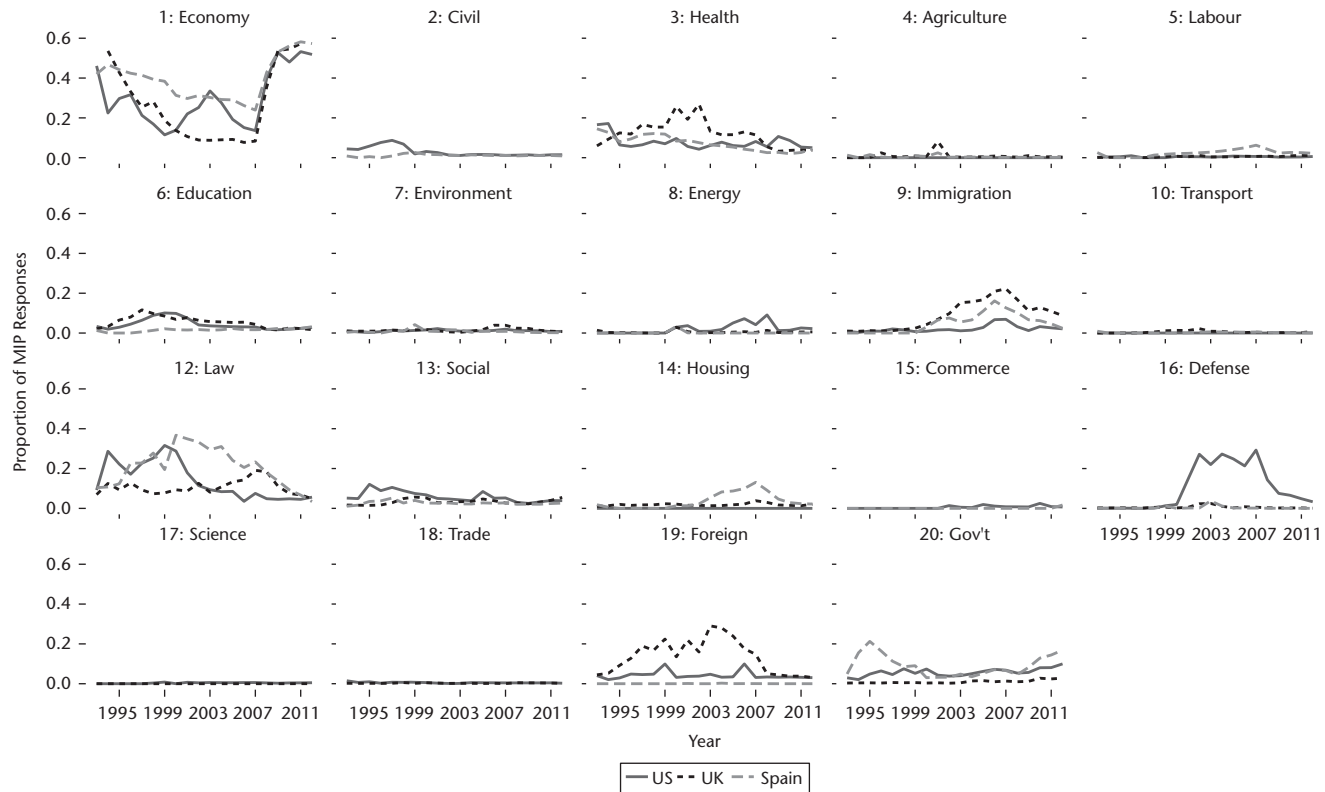 1: Economy 2: Civil 3: Health 4: Agriculture 5: Labour
0.6
0.4
0.2
0.0
6: Education 7: Environment 8: Energy 9: Immigration 10: Transport
0.6
0.4
0.2
0.0
12: Law 13: Social 14: Housing 15: Commerce 16: Defense
0.6
0.4
0.2
0.0
1995 1999 2003 2007 2011
17: Science 18: Trade 19: Foreign 20: Gov't
0.6
0.4
0.2
0.0
1995 1999 2003 2007 2011 1995 1999 2003 2007 2011 1995 1999 2003 2007 2011 1995 1999 2003 2007 2011
Proportion of MIP Responses
Year
US UK Spain